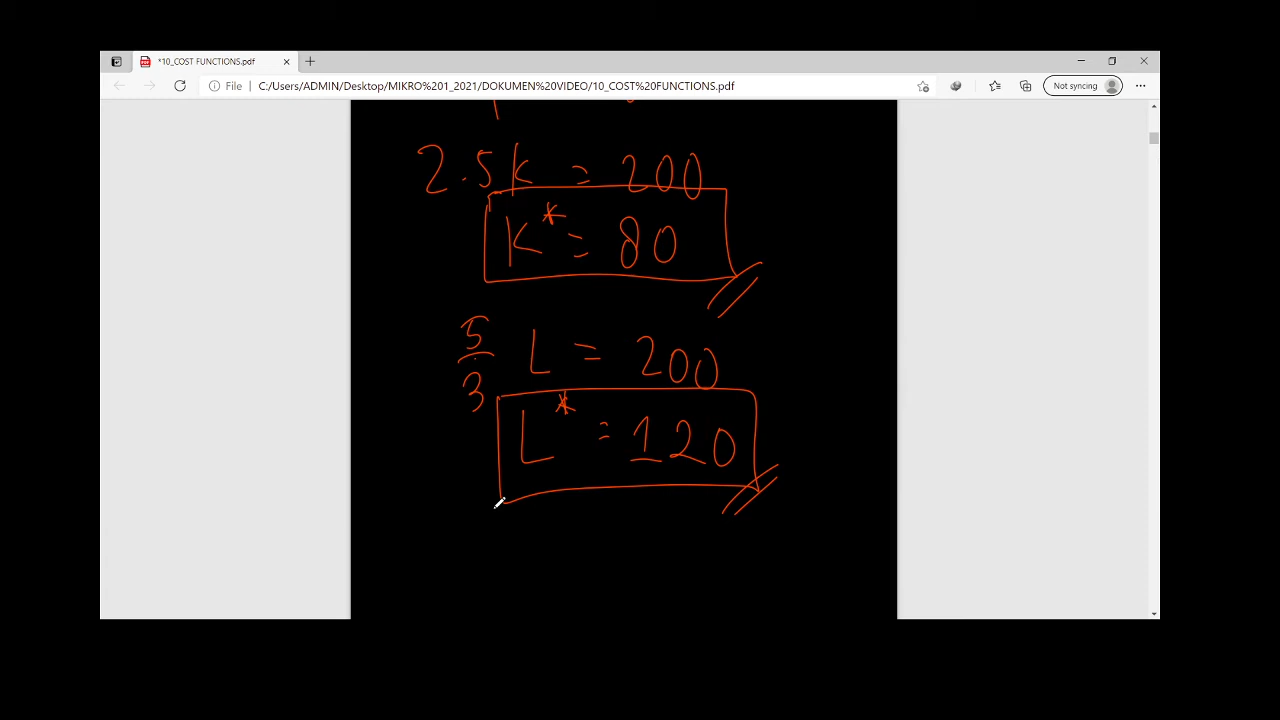 *10_COST FUNCTIONS.pdf
File C:/Users/ADMIN/Desktop/MIKRO%201_2021/DOKUMEN%20VIDEO/10_COST%20FUNCTIONS.pdf Not syncing
2.5K = 200
K* = 80
5/3 L = 200
L* = 120